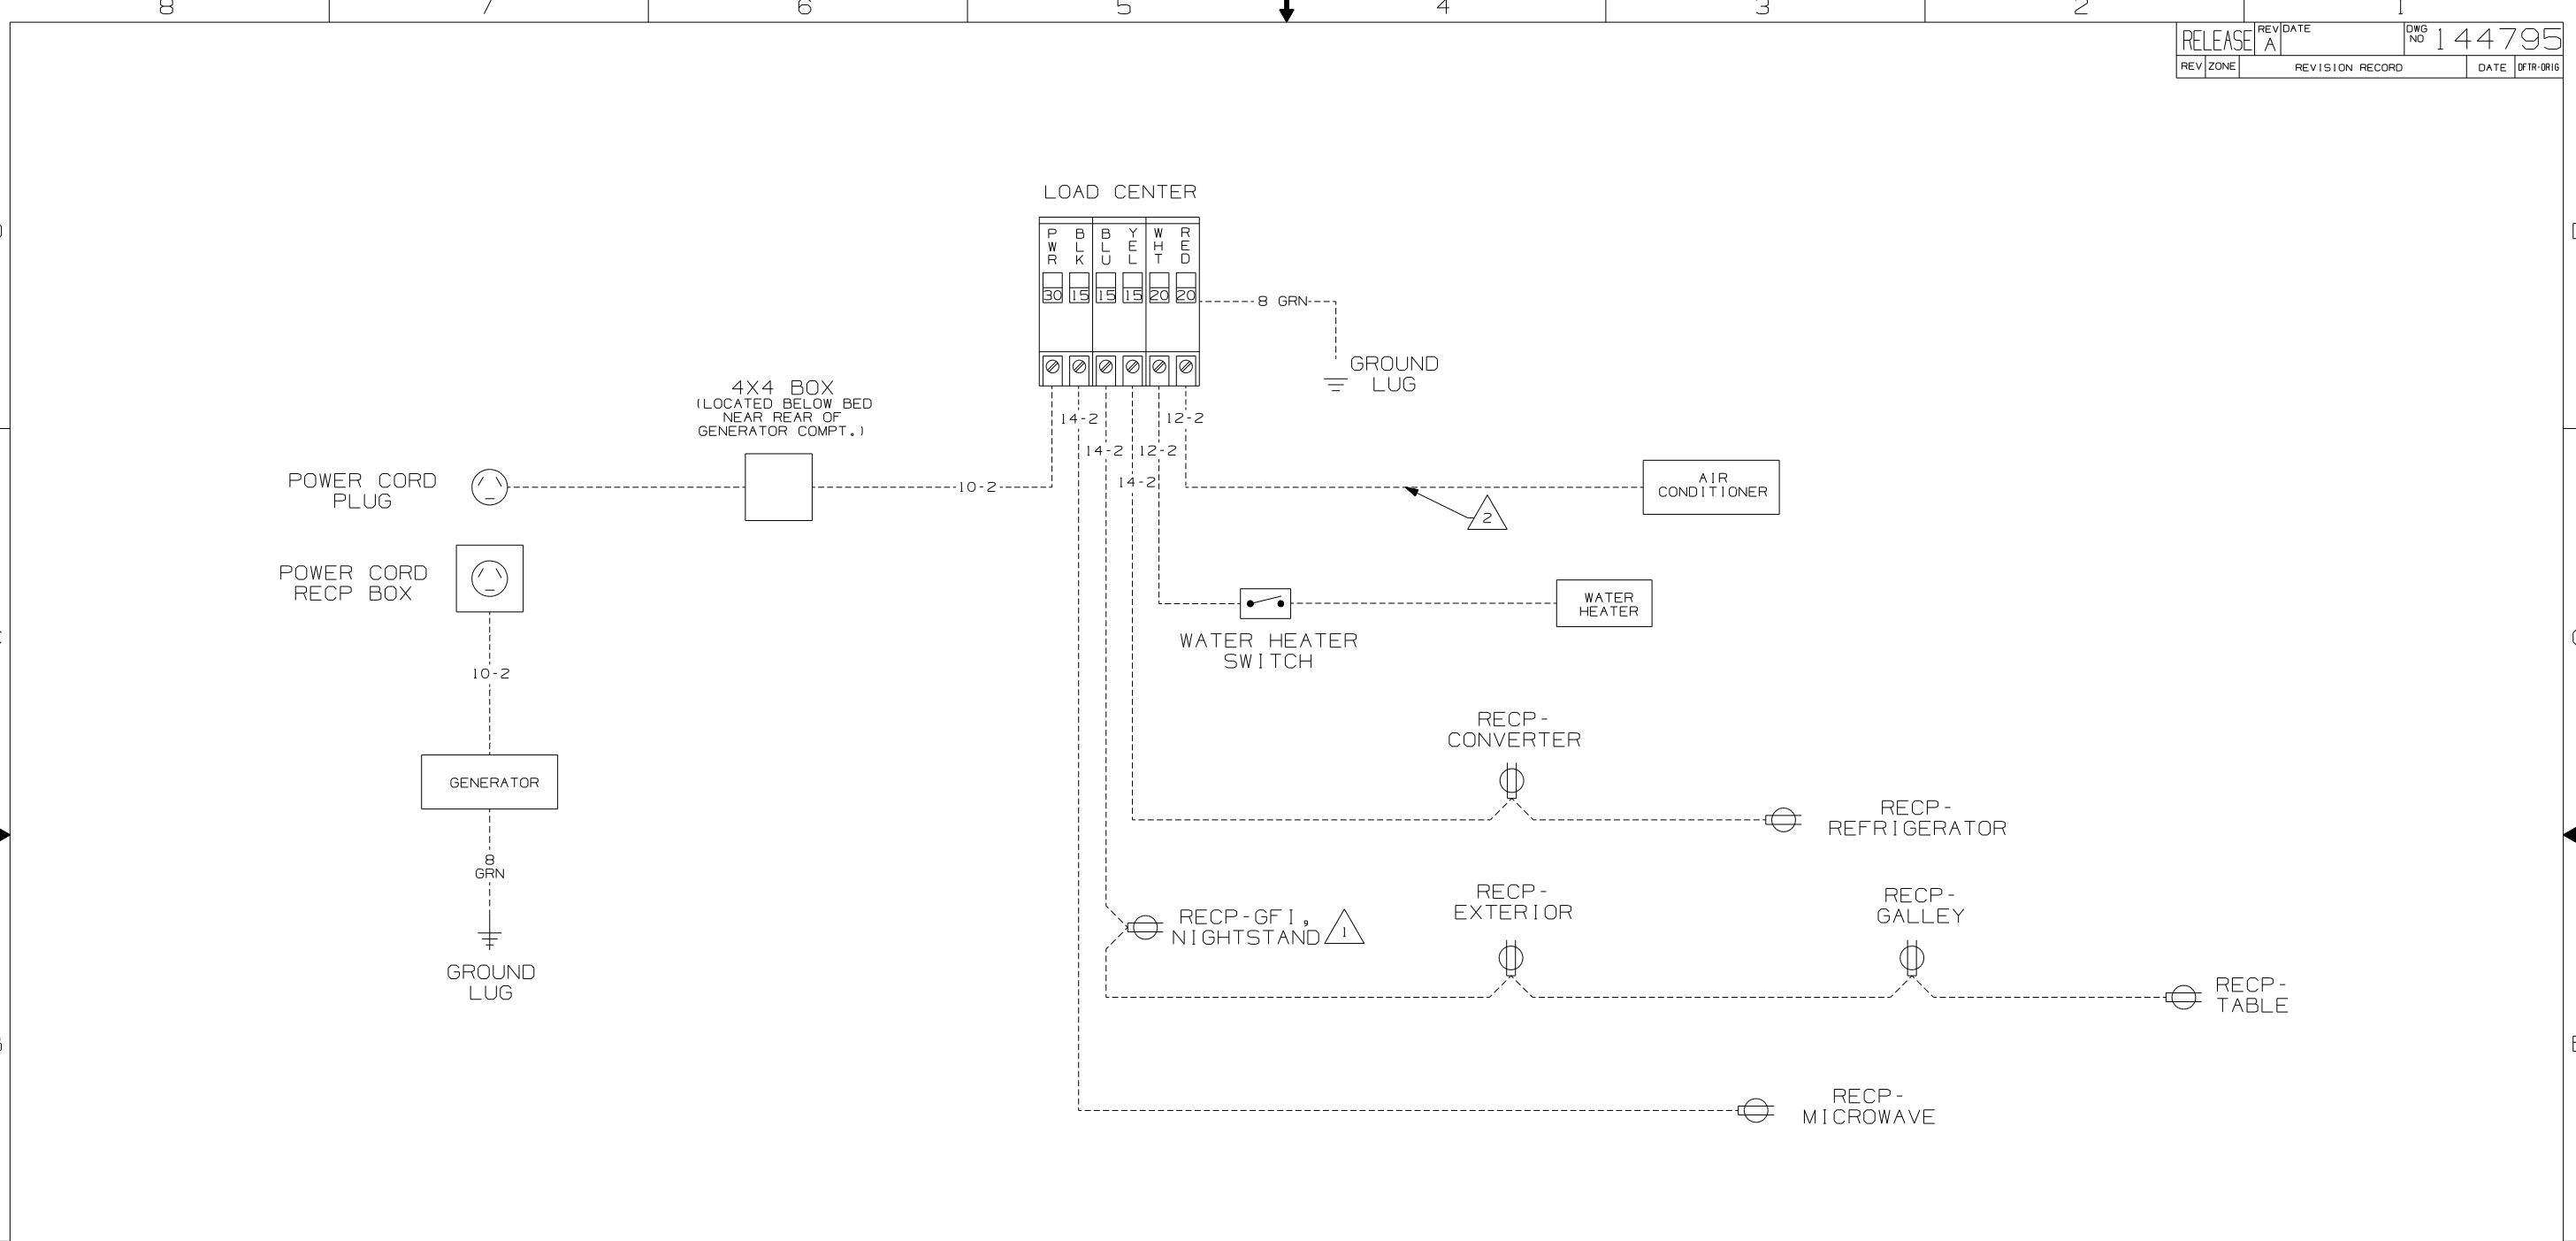 8 7 6 5 4 3 2 1
RELEASE REV A DATE DWG NO 144795
REV ZONE REVISION RECORD DATE DFTR-ORIG
LOAD CENTER
PWR BLK BLU YEL WHT RED
30 15 15 15 20 20
8 GRN
GROUND
LUG
4X4 BOX
(LOCATED BELOW BED
NEAR REAR OF
GENERATOR COMPT.)
14-2 12-2
14-2 12-2
14-2
10-2
POWER CORD
PLUG
AIR
CONDITIONER
2
POWER CORD
RECP BOX
WATER
HEATER
WATER HEATER
SWITCH
10-2
RECP-
CONVERTER
GENERATOR
RECP-
REFRIGERATOR
8
GRN
RECP-GFI,
NIGHTSTAND 1
RECP-
EXTERIOR
RECP-
GALLEY
GROUND
LUG
RECP-
TABLE
RECP-
MICROWAVE